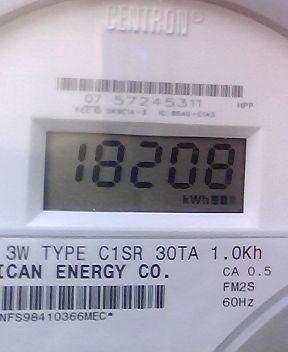 CENTRON®
07 57245311 HPP
18208
kWh
3W TYPE C1SR 30TA 1.0Kh
ICAN ENERGY CO. CA 0.5
FM2S
60Hz
NFS98410366MEC*